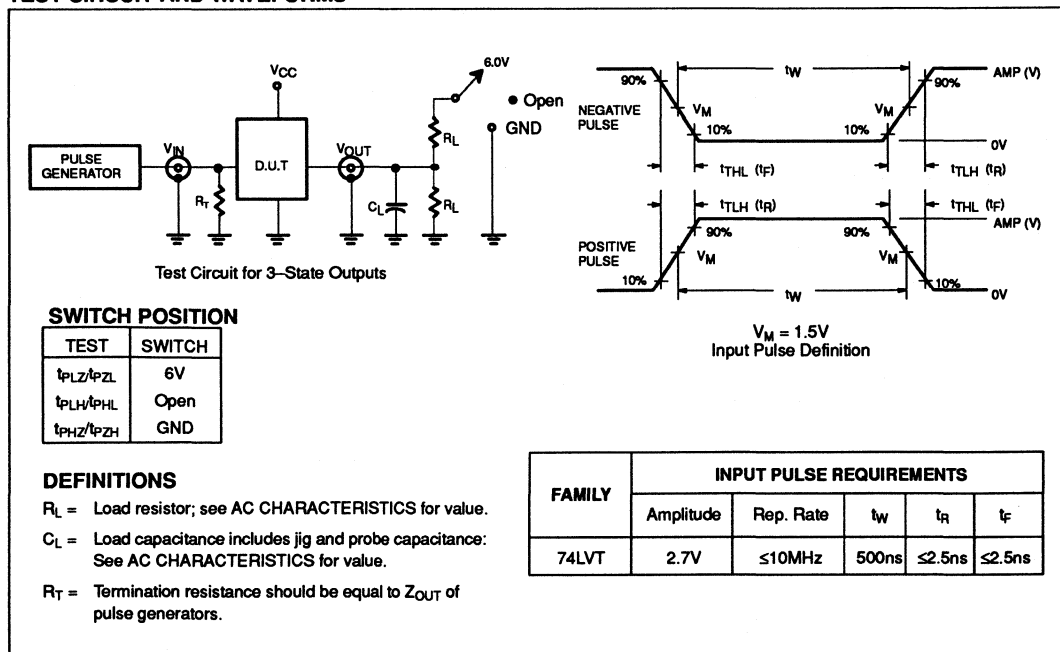 VCC
6.0V
Open
GND
RL
PULSE
GENERATOR
VIN
D.U.T
VOUT
RT
CL
RL
Test Circuit for 3–State Outputs
tW
AMP (V)
90%
90%
NEGATIVE
PULSE
VM
VM
10%
10%
0V
tTHL (tF)
tTLH (tR)
tTLH (tR)
tTHL (tF)
AMP (V)
90%
90%
POSITIVE
PULSE
VM
VM
10%
10%
tW
0V
VM = 1.5V
Input Pulse Definition
SWITCH POSITION
TEST SWITCH
tPLZ/tPZL 6V
tPLH/tPHL Open
tPHZ/tPZH GND
DEFINITIONS
RL = Load resistor; see AC CHARACTERISTICS for value.
CL = Load capacitance includes jig and probe capacitance:
See AC CHARACTERISTICS for value.
RT = Termination resistance should be equal to ZOUT of
pulse generators.
FAMILY INPUT PULSE REQUIREMENTS
Amplitude Rep. Rate tW tR tF
74LVT 2.7V ≤10MHz 500ns ≤2.5ns ≤2.5ns